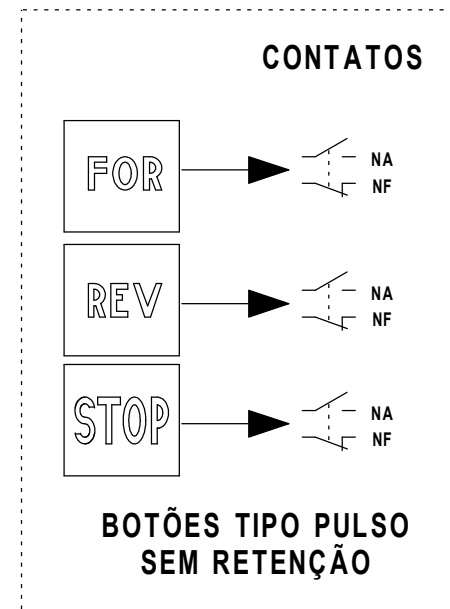 CONTATOS
FOR
NA
NF
REV
NA
NF
STOP
NA
NF
BOTÕES TIPO PULSO
SEM RETENÇÃO